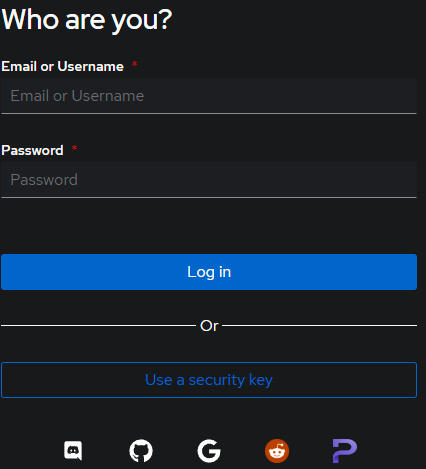 Who are you?
Email or Username *
Email or Username
Password *
Password
Log in
Or
Use a security key